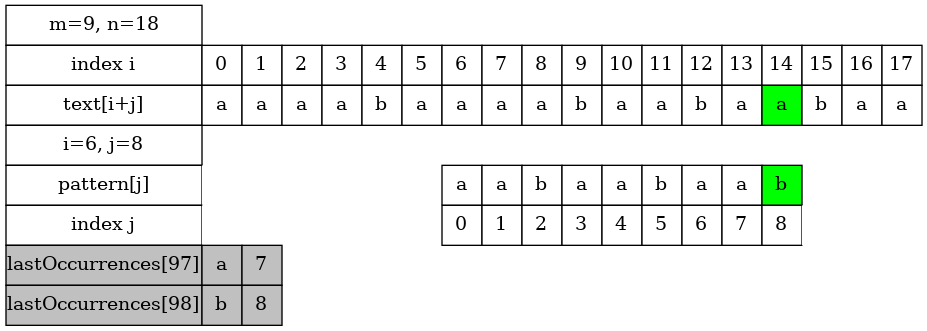 m=9, n=18
index i 0 1 2 3 4 5 6 7 8 9 10 11 12 13 14 15 16 17
text[i+j] a a a a b a a a a b a a b a a b a a
i=6, j=8
pattern[j] a a b a a b a a b
index j 0 1 2 3 4 5 6 7 8
lastOccurrences[97] a 7
lastOccurrences[98] b 8